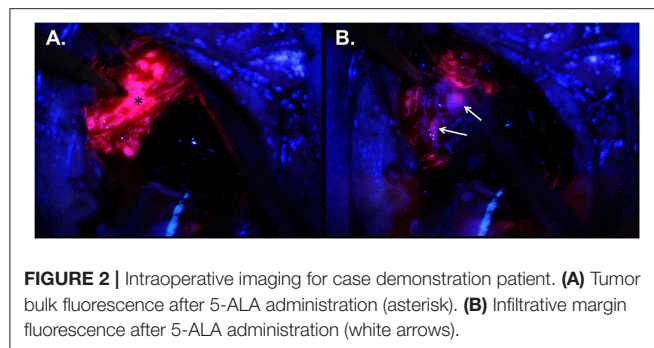 A.
B.
*
FIGURE 2 | Intraoperative imaging for case demonstration patient. (A) Tumor
bulk fluorescence after 5-ALA administration (asterisk). (B) Infiltrative margin
fluorescence after 5-ALA administration (white arrows).